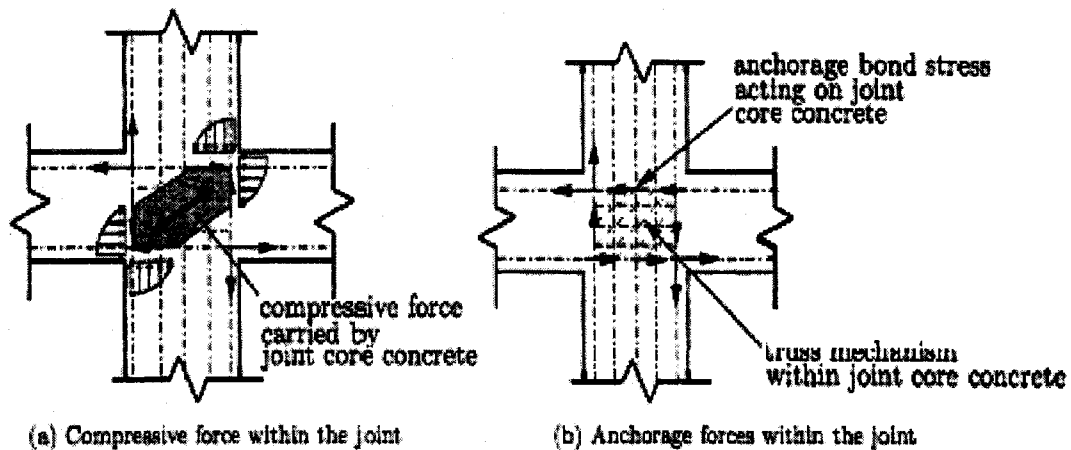 anchorage bond stress
acting on joint
core concrete
compressive force
carried by
joint core concrete
truss mechanism
within joint core concrete
(a) Compressive force within the joint
(b) Anchorage forces within the joint